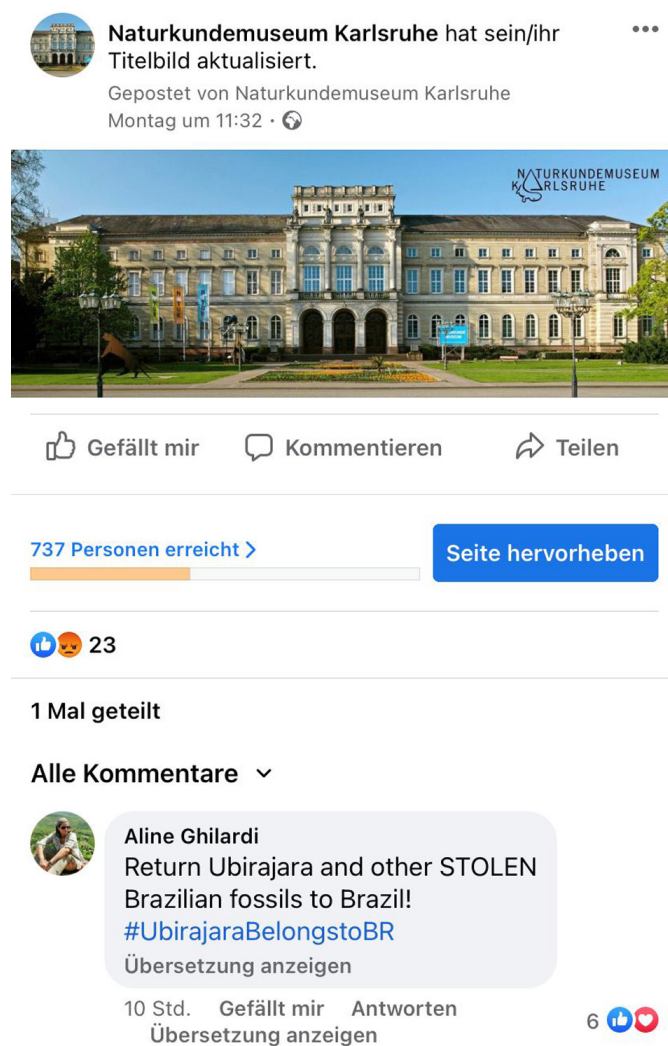 Naturkundemuseum Karlsruhe hat sein/ihr
Titelbild aktualisiert.
Gepostet von Naturkundemuseum Karlsruhe
Montag um 11:32 ·
NATURKUNDEMUSEUM
KARLSRUHE
Gefällt mir
Kommentieren
Teilen
737 Personen erreicht
Seite hervorheben
23
1 Mal geteilt
Alle Kommentare
Aline Ghilardi
Return Ubirajara and other STOLEN
Brazilian fossils to Brazil!
#UbirajaraBelongstoBR
Übersetzung anzeigen
10 Std. Gefällt mir Antworten
6
Übersetzung anzeigen